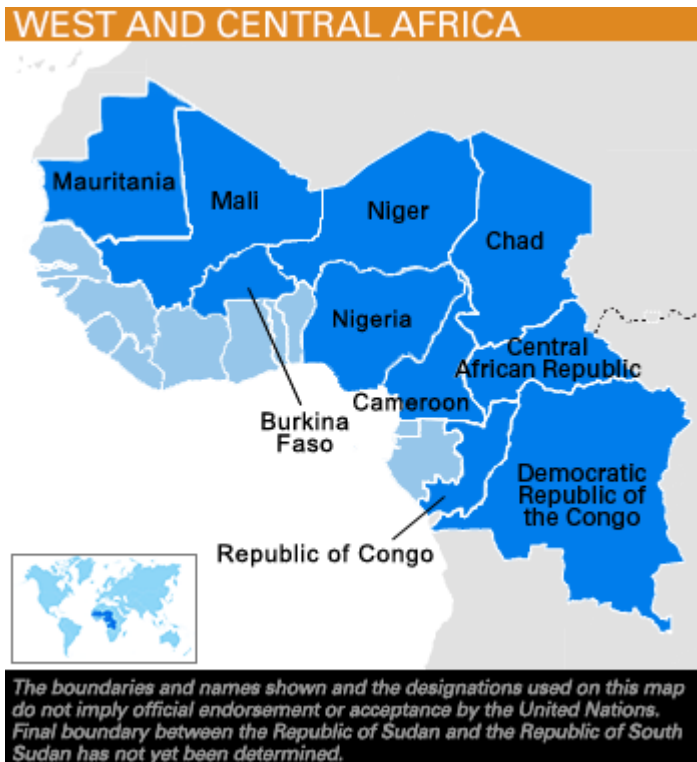 WEST AND CENTRAL AFRICA
Mauritania
Mali
Niger
Chad
Nigeria
Central
African Republic
Cameroon
Burkina
Faso
Democratic
Republic of
the Congo
Republic of Congo
The boundaries and names shown and the designations used on this map
do not imply official endorsement or acceptance by the United Nations.
Final boundary between the Republic of Sudan and the Republic of South
Sudan has not yet been determined.